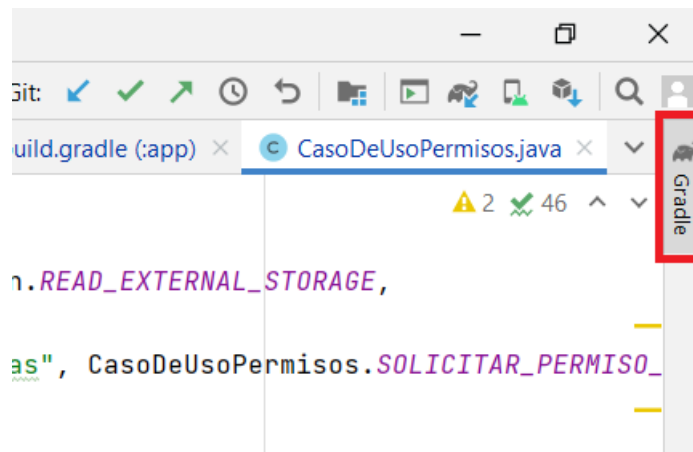 Git:
uild.gradle (:app)
C CasoDeUsoPermisos.java
Gradle
2 46
n.READ_EXTERNAL_STORAGE,
as", CasoDeUsoPermisos.SOLICITAR_PERMISO_